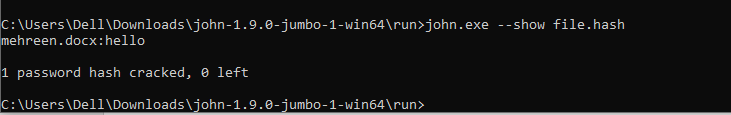 C:\Users\Dell\Downloads\john-1.9.0-jumbo-1-win64\run>john.exe --show file.hash
mehreen.docx:hello
1 password hash cracked, 0 left
C:\Users\Dell\Downloads\john-1.9.0-jumbo-1-win64\run>